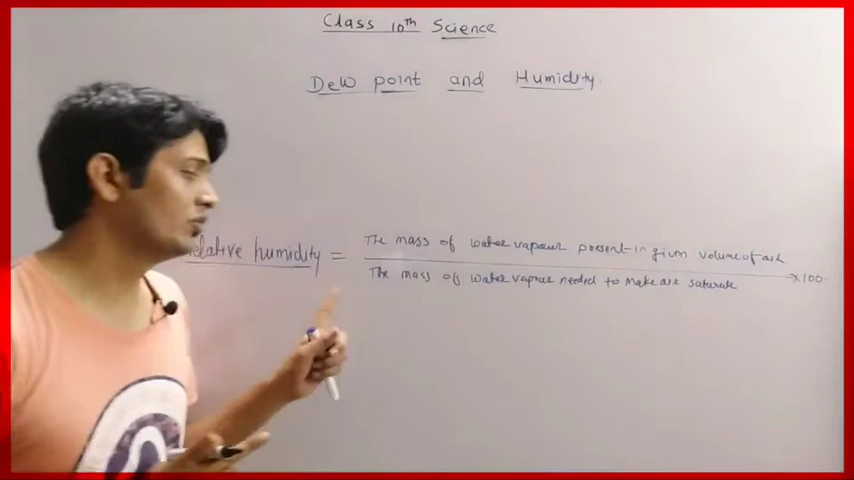 Class 10th Science
Dew point and Humidity.
relative humidity =
The mass of water vapour present in given volume of air
The mass of water vapour needed to make air saturate
×100.